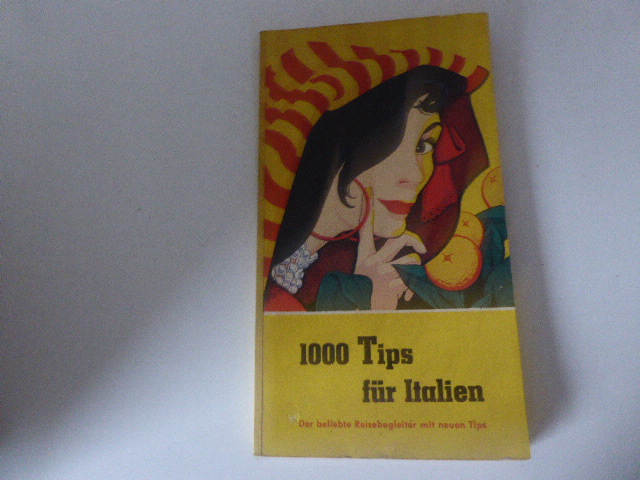 1000 Tips
für Italien
Der beliebte Reisebegleiter mit neuen Tips